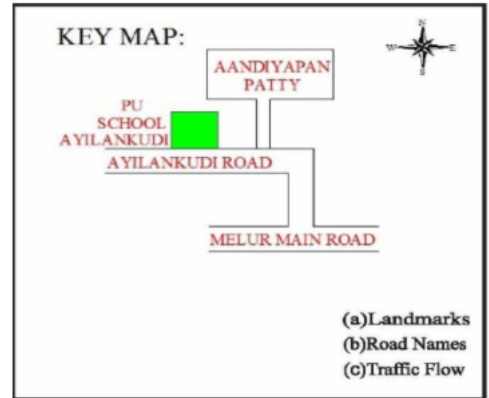 KEY MAP:
N
W E
S
AANDIYAPAN
PATTY
PU
SCHOOL
AYILANKUDI
AYILANKUDI ROAD
MELUR MAIN ROAD
(a)Landmarks
(b)Road Names
(c)Traffic Flow